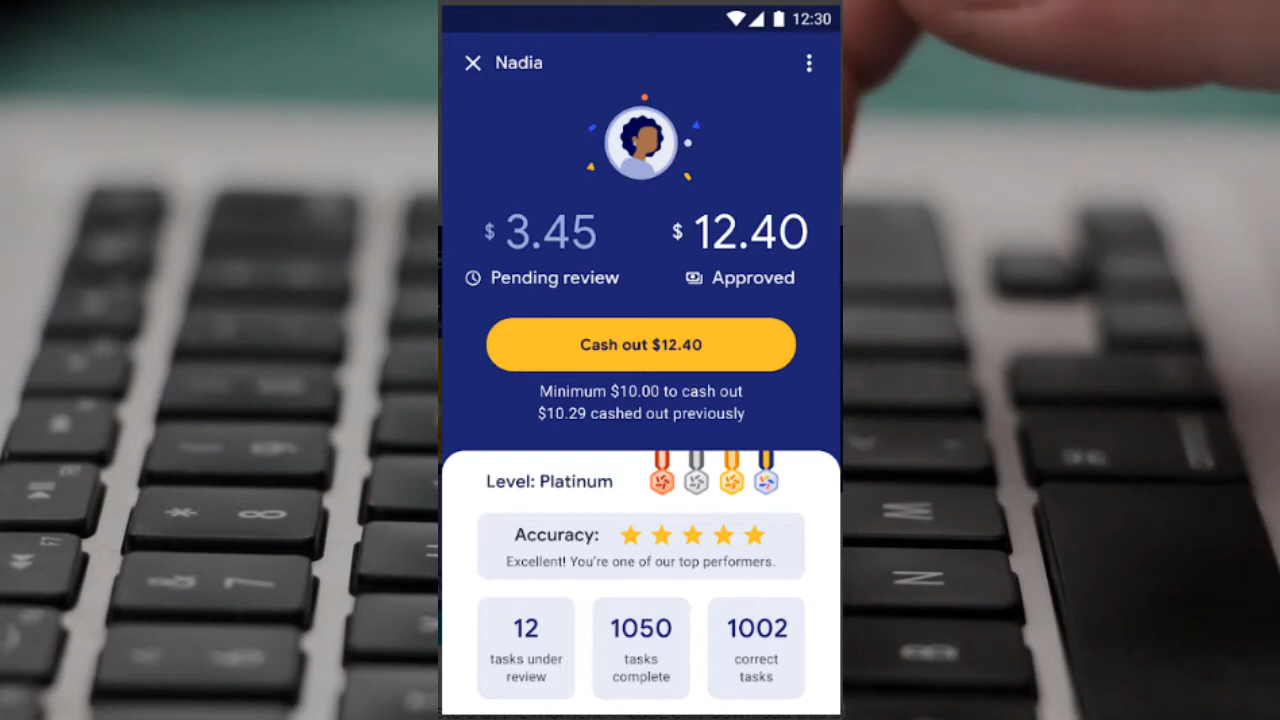 12:30
Nadia
$ 3.45
$ 12.40
Pending review
Approved
Cash out $12.40
Minimum $10.00 to cash out
$10.29 cashed out previously
Level: Platinum
Accuracy:
Excellent! You're one of our top performers.
12
tasks under
review
1050
tasks
complete
1002
correct
tasks